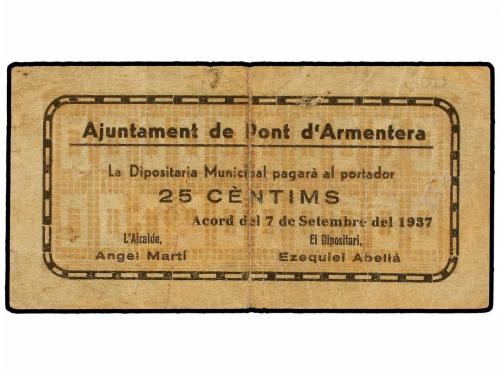 Ajuntament de Pont d'Armentera
La Dipositaria Municipal pagarà al portador
25 CÈNTIMS
Acord del 7 de Setembre del 1937
L'Alcalde, El Dipositari,
Angel Martí Ezequiel Abellá